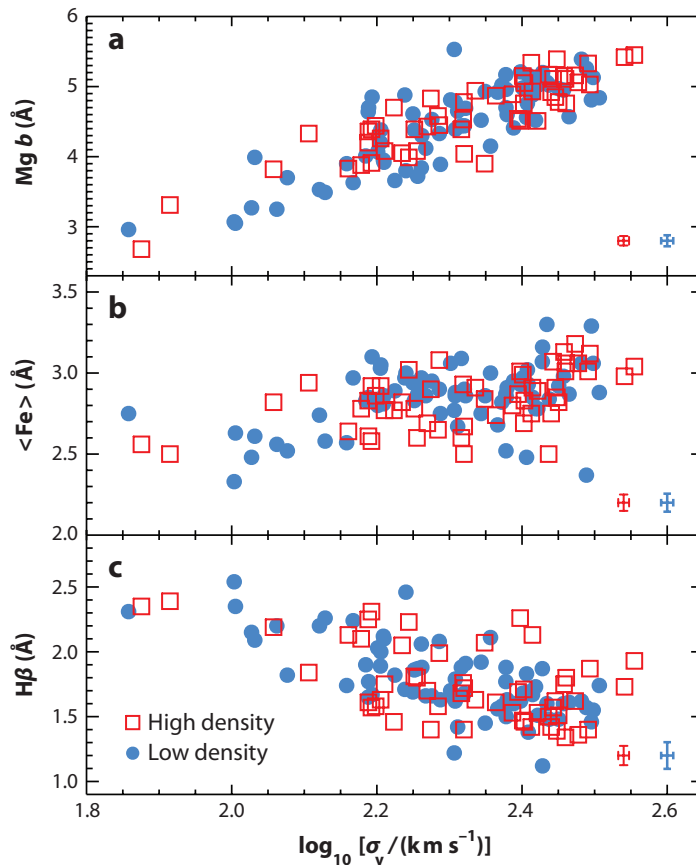 a
6
5
4
3
Mg b (Å)
b
3.5
3.0
2.5
2.0
<Fe> (Å)
c
2.5
2.0
1.5
1.0
Hβ (Å)
High density
Low density
1.8 2.0 2.2 2.4 2.6
log₁₀ [σᵥ/(km s⁻¹)]